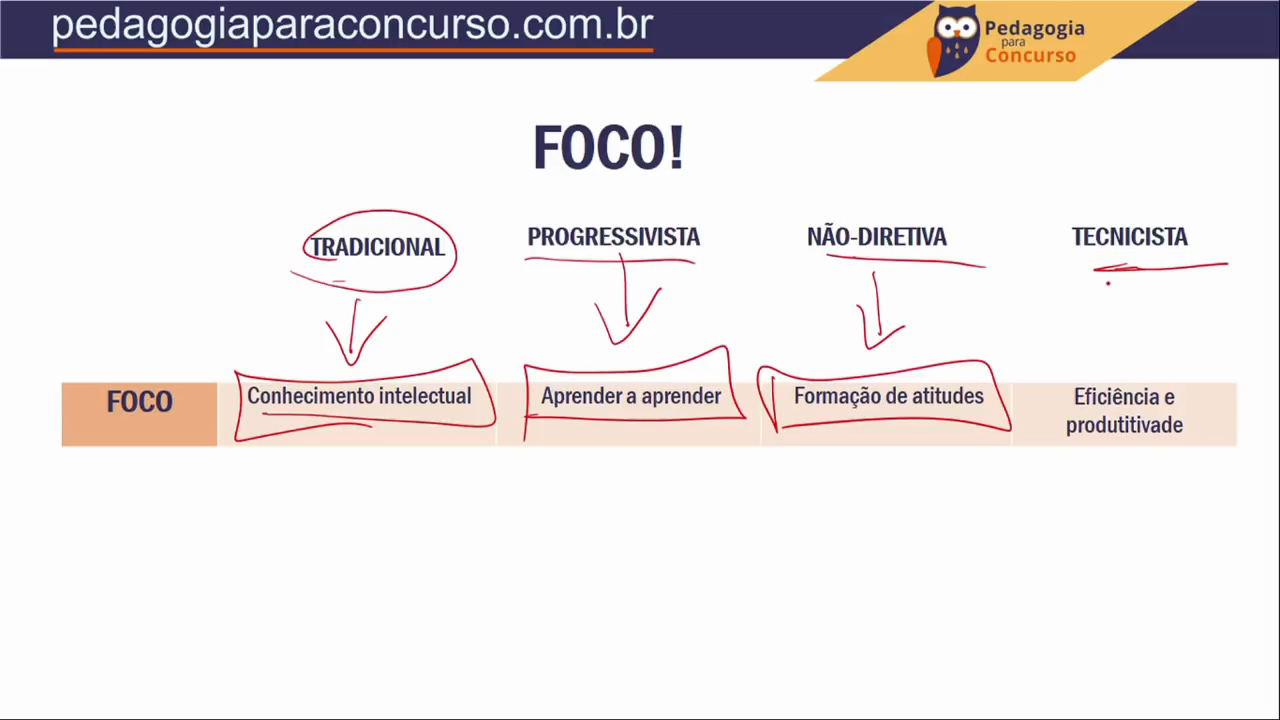 pedagogiaparaconcurso.com.br
Pedagogia
para
Concurso
FOCO!
TRADICIONAL
PROGRESSIVISTA
NÃO-DIRETIVA
TECNICISTA
FOCO
Conhecimento intelectual
Aprender a aprender
Formação de atitudes
Eficiência e
produtitivade